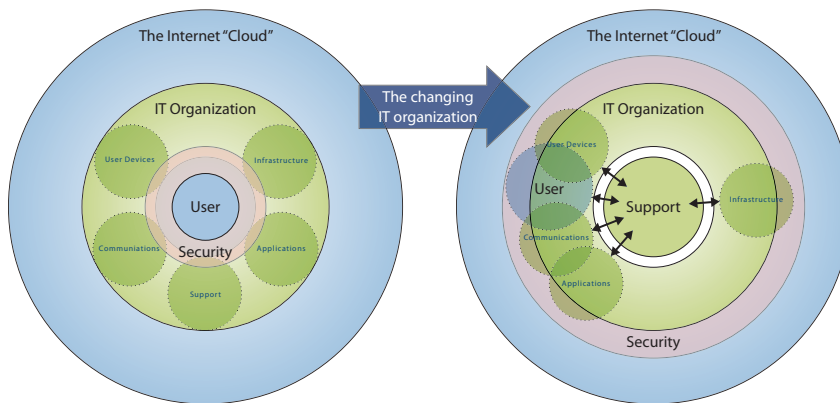 The Internet “Cloud”
IT Organization
User Devices
Infrastructure
User
Communiations
Security
Applications
Support
The changing
IT organization
The Internet “Cloud”
IT Organization
User Devices
User
Support
Infrastructure
Communications
Applications
Security